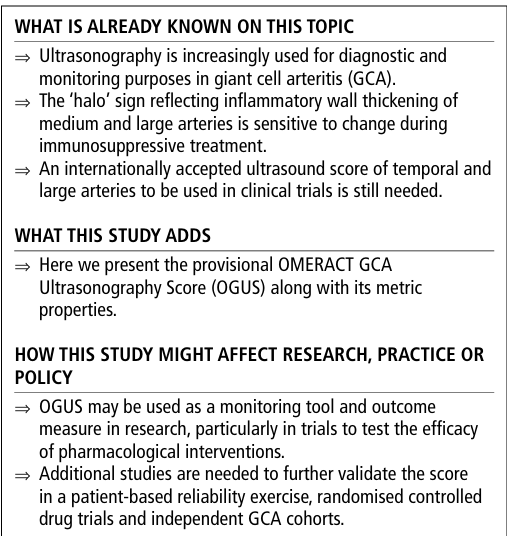 WHAT IS ALREADY KNOWN ON THIS TOPIC
⇒ Ultrasonography is increasingly used for diagnostic and
monitoring purposes in giant cell arteritis (GCA).
⇒ The ‘halo’ sign reflecting inflammatory wall thickening of
medium and large arteries is sensitive to change during
immunosuppressive treatment.
⇒ An internationally accepted ultrasound score of temporal and
large arteries to be used in clinical trials is still needed.
WHAT THIS STUDY ADDS
⇒ Here we present the provisional OMERACT GCA
Ultrasonography Score (OGUS) along with its metric
properties.
HOW THIS STUDY MIGHT AFFECT RESEARCH, PRACTICE OR
POLICY
⇒ OGUS may be used as a monitoring tool and outcome
measure in research, particularly in trials to test the efficacy
of pharmacological interventions.
⇒ Additional studies are needed to further validate the score
in a patient-based reliability exercise, randomised controlled
drug trials and independent GCA cohorts.